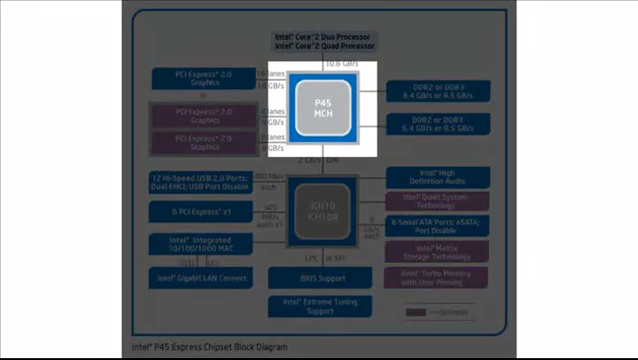 Intel® Core™2 Duo Processor
Intel® Core™2 Quad Processor
10.6 GB/s
PCI Express* 2.0
Graphics
16 lanes
16 GB/s
P45
MCH
DDR2 or DDR3
6.4 GB/s or 8.5 GB/s
or
PCI Express* 2.0
Graphics
8 lanes
8 GB/s
DDR2 or DDR3
6.4 GB/s or 8.5 GB/s
PCI Express* 2.0
Graphics
8 lanes
8 GB/s
2 GB/s DMI
12 Hi-Speed USB 2.0 Ports;
Dual EHCI; USB Port Disable
480 Mb/s
each
Intel® High
Definition Audio
ICH10
ICH10R
Intel® Quiet System
Technology
6 PCI Express* x1
500
MB/s
each x1
6 Serial ATA Ports; eSATA;
Port Disable
3
Gb/s
each
Intel® Integrated
10/100/1000 MAC
Intel® Matrix
Storage Technology
LPC or SPI
Intel® Gigabit LAN Connect
BIOS Support
Intel® Turbo Memory
with User Pinning
Intel® Extreme Tuning
Support
Optional
Intel® P45 Express Chipset Block Diagram